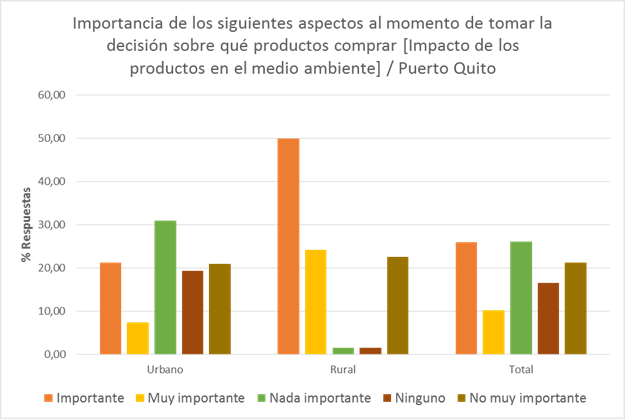 Importancia de los siguientes aspectos al momento de tomar la
decisión sobre qué productos comprar [Impacto de los
productos en el medio ambiente] / Puerto Quito
60,00
50,00
40,00
30,00
20,00
10,00
0,00
% Respuestas
Urbano Rural Total
Importante Muy importante Nada importante Ninguno No muy importante